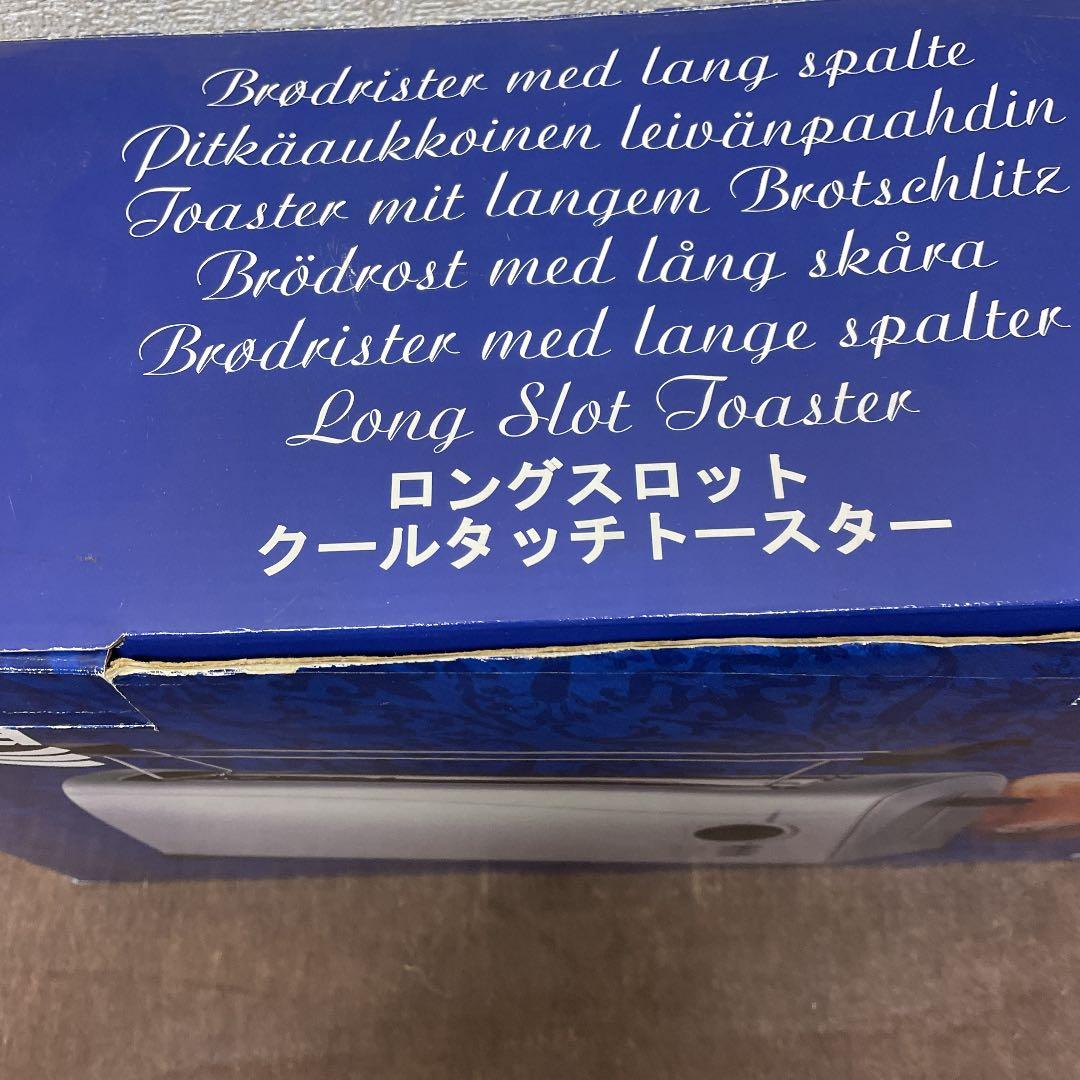 Brødrister med lang spalte
Pitkäaukkoinen leivänpaahdin
Toaster mit langem Brotschlitz
Brödrost med lång skåra
Brødrister med lange spalter
Long Slot Toaster
ロングスロット
クールタッチトースター